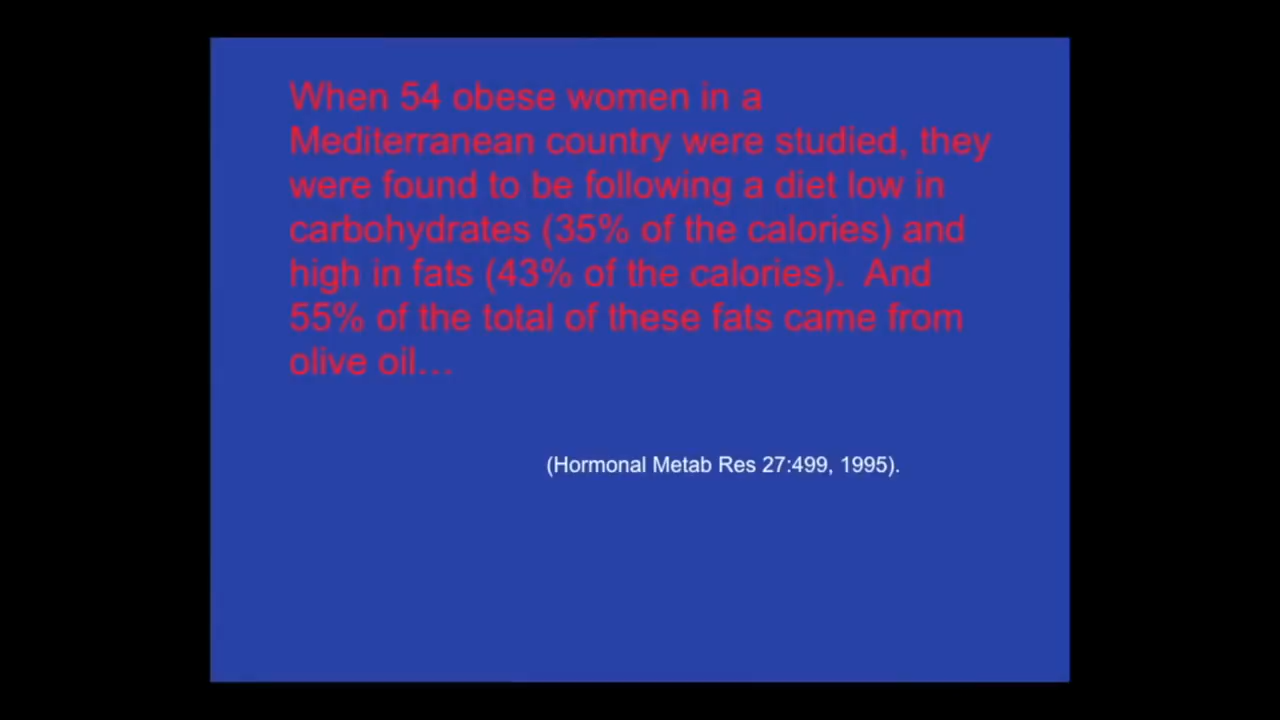 When 54 obese women in a
Mediterranean country were studied, they
were found to be following a diet low in
carbohydrates (35% of the calories) and
high in fats (43% of the calories).  And
55% of the total of these fats came from
olive oil…
(Hormonal Metab Res 27:499, 1995).